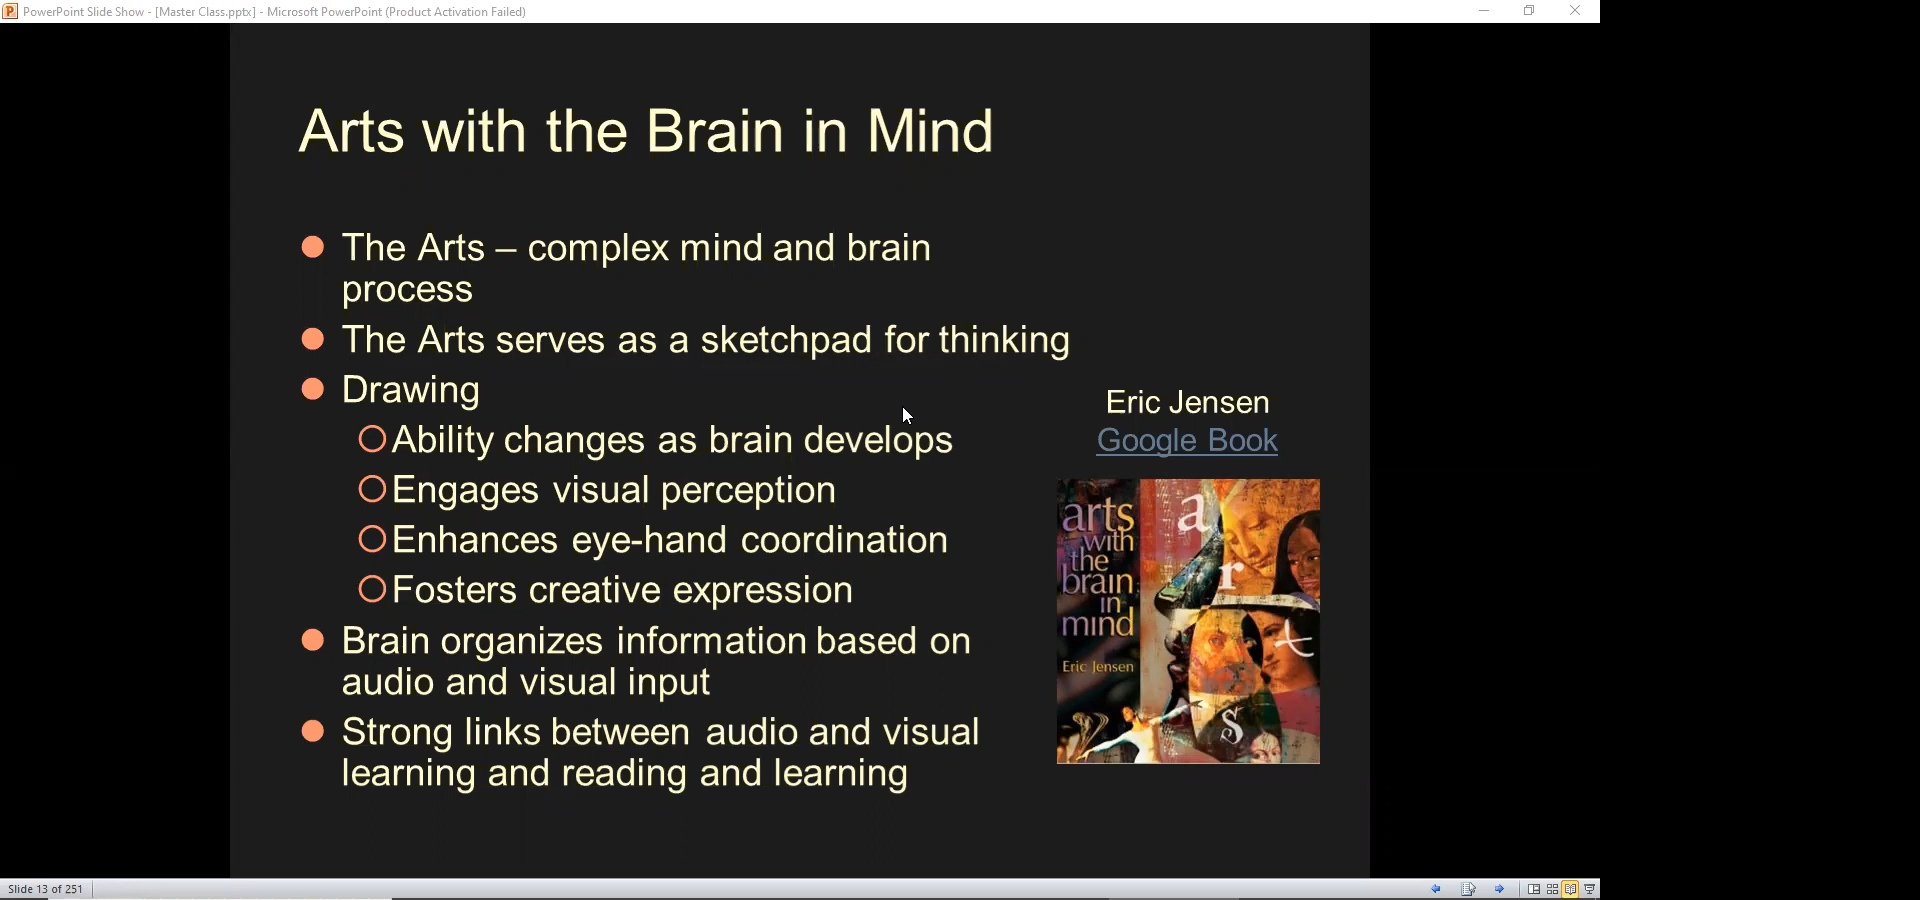 PowerPoint Slide Show - [Master Class.pptx] - Microsoft PowerPoint (Product Activation Failed)
Arts with the Brain in Mind
The Arts – complex mind and brain
process
The Arts serves as a sketchpad for thinking
Drawing
Ability changes as brain develops
Engages visual perception
Enhances eye-hand coordination
Fosters creative expression
Brain organizes information based on
audio and visual input
Strong links between audio and visual
learning and reading and learning
Eric Jensen
Google Book
arts
with
the
brain
in
mind
Eric Jensen
a
r
t
s
Slide 13 of 251